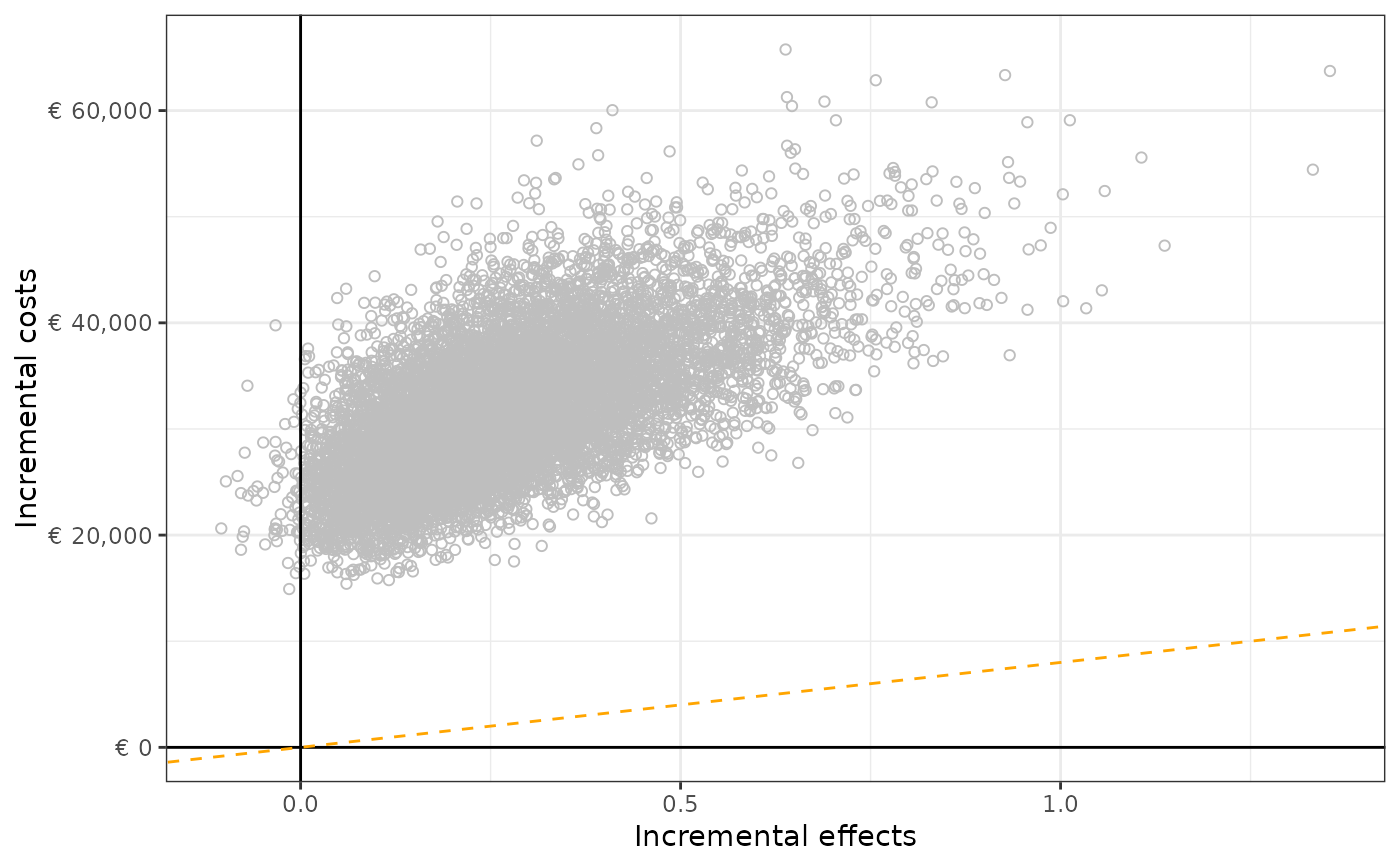 Incremental costs
€ 60,000
€ 40,000
€ 20,000
€ 0
0.0 0.5 1.0
Incremental effects